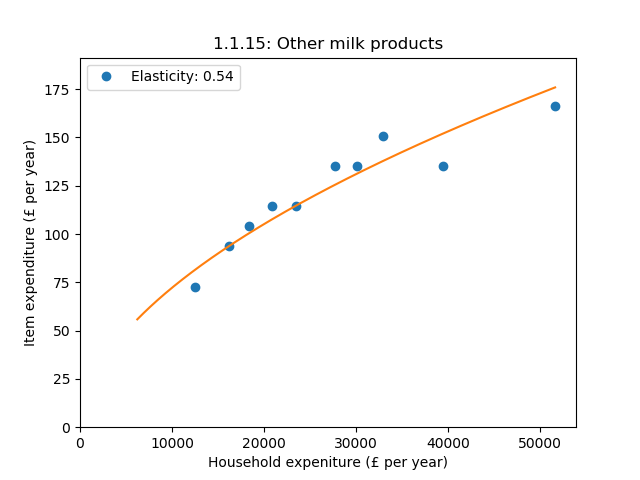 1.1.15: Other milk products
Elasticity: 0.54
Item expenditure (£ per year)
175
150
125
100
75
50
25
0
0 10000 20000 30000 40000 50000
Household expeniture (£ per year)